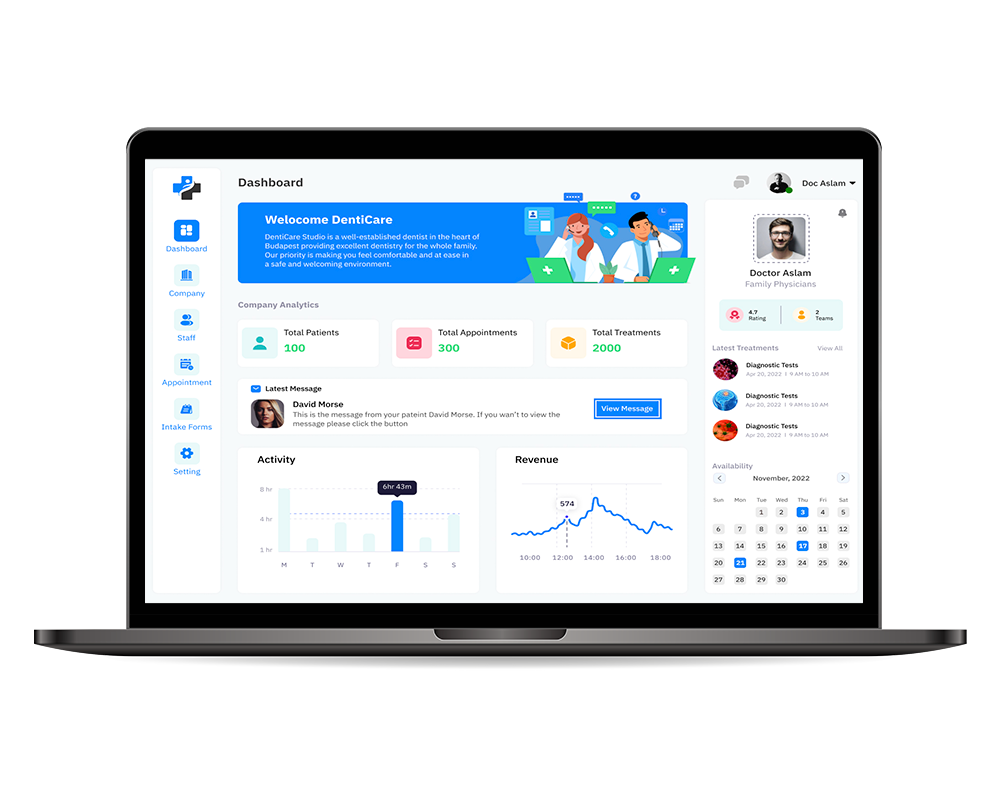 Dashboard
Company
Staff
Appointment
Intake Forms
Setting
Dashboard
Doc Aslam
Welocome DentiCare
DentiCare Studio is a well-established dentist in the heart of
Budapest providing excellent dentistry for the whole family.
Our priority is making you feel comfortable and at ease in
a safe and welcoming environment.
?
Company Analytics
Total Patients
100
Total Appointments
300
Total Treatments
2000
Latest Message
David Morse
This is the message from your pateint David Morse. If you wan't to view the
message please click the button
View Message
Activity
6hr 43m
8 hr
4 hr
1 hr
M T W T F S S
Revenue
574
10:00 12:00 14:00 16:00 18:00
Doctor Aslam
Family Physicians
4.7
Rating
2
Teams
Latest Treatments View All
Diagnostic Tests
Apr 20, 2022 I 9 AM to 10 AM
Diagnostic Tests
Apr 20, 2022 I 9 AM to 10 AM
Diagnostic Tests
Apr 20, 2022 I 9 AM to 10 AM
Availability
< November, 2022 >
Sun Mon Tue Wed Thu Fri Sat
1 2 3 4 5
6 7 8 9 10 11 12
13 14 15 16 17 18 19
20 21 22 23 24 25 26
27 28 29 30